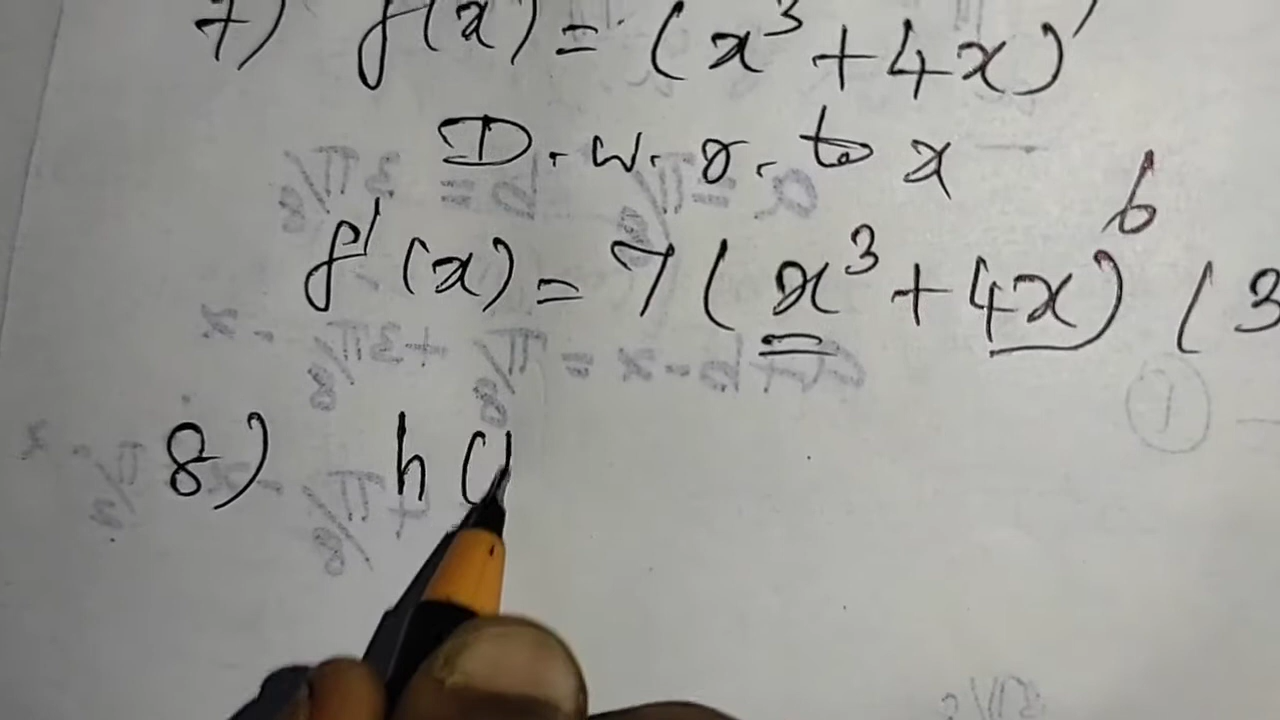 7) f(x) = (x³ + 4x)
D. w. r. to x
f'(x) = 7(x³ + 4x)⁶ (3
8) h(